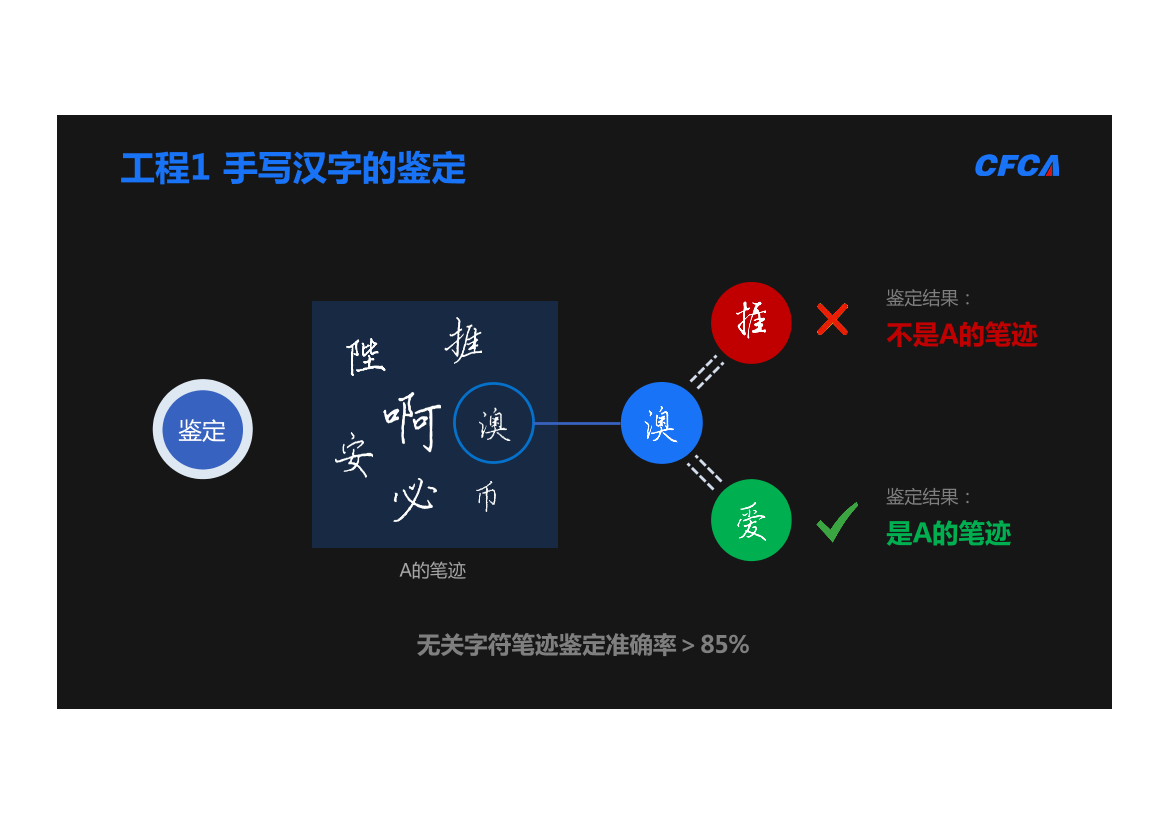 工程1 手写汉字的鉴定
CFCA
鉴定
陛
推
啊
澳
安
必
币
A的笔迹
澳
推
鉴定结果：
不是A的笔迹
爱
鉴定结果：
是A的笔迹
无关字符笔迹鉴定准确率＞85%